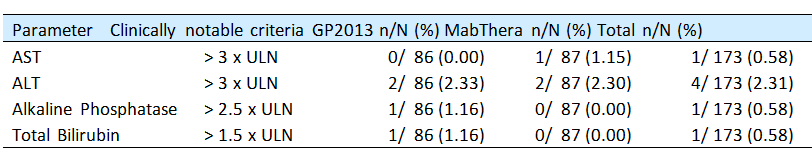 Parameter Clinically notable criteria GP2013 n/N (%) MabThera n/N (%) Total n/N (%)
AST > 3 x ULN 0/ 86 (0.00) 1/ 87 (1.15) 1/ 173 (0.58)
ALT > 3 x ULN 2/ 86 (2.33) 2/ 87 (2.30) 4/ 173 (2.31)
Alkaline Phosphatase > 2.5 x ULN 1/ 86 (1.16) 0/ 87 (0.00) 1/ 173 (0.58)
Total Bilirubin > 1.5 x ULN 1/ 86 (1.16) 0/ 87 (0.00) 1/ 173 (0.58)